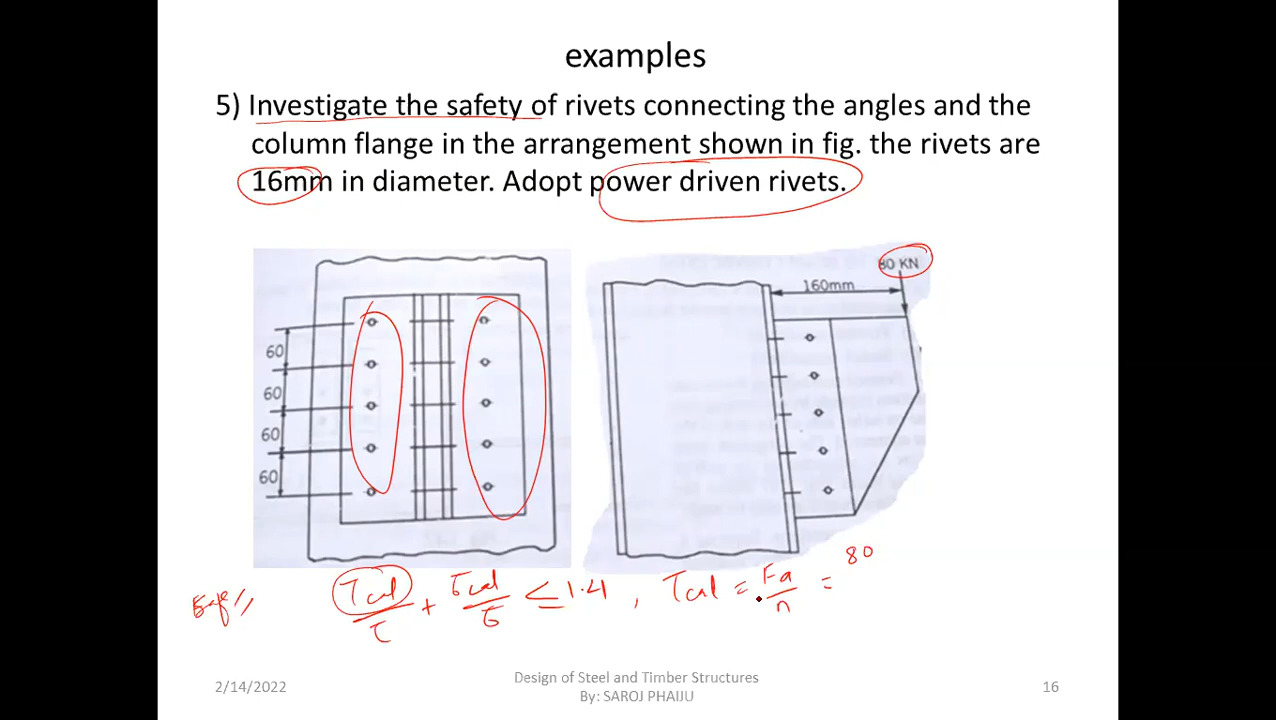 examples
5) Investigate the safety of rivets connecting the angles and the
column flange in the arrangement shown in fig. the rivets are
16mm in diameter. Adopt power driven rivets.
80 KN
160mm
60
60
60
60
80
τcal/τ + σcal/σ ≤ 1.4 , τcal = Fa/n =
2/14/2022
Design of Steel and Timber Structures
By: SAROJ PHAIJU
16